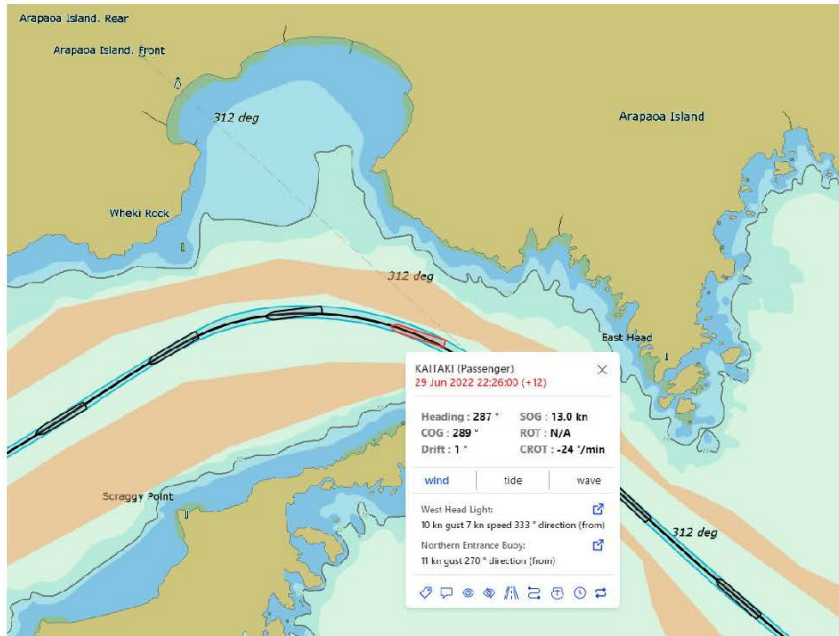 Arapaoa Island. Rear
Arapaoa Island. front
312 deg
Arapaoa Island
Wheki Rock
312 deg
East Head
KAITAKI (Passenger)
29 Jun 2022 22:26:00 (+12)
Heading : 287 ° SOG : 13.0 kn
COG : 289 ° ROT : N/A
Drift : 1 ° CROT : -24 °/min
wind tide wave
Scraggy Point
West Head Light:
10 kn gust 7 kn speed 333 ° direction (from)
312 deg
Northern Entrance Buoy:
11 kn gust 270 ° direction (from)